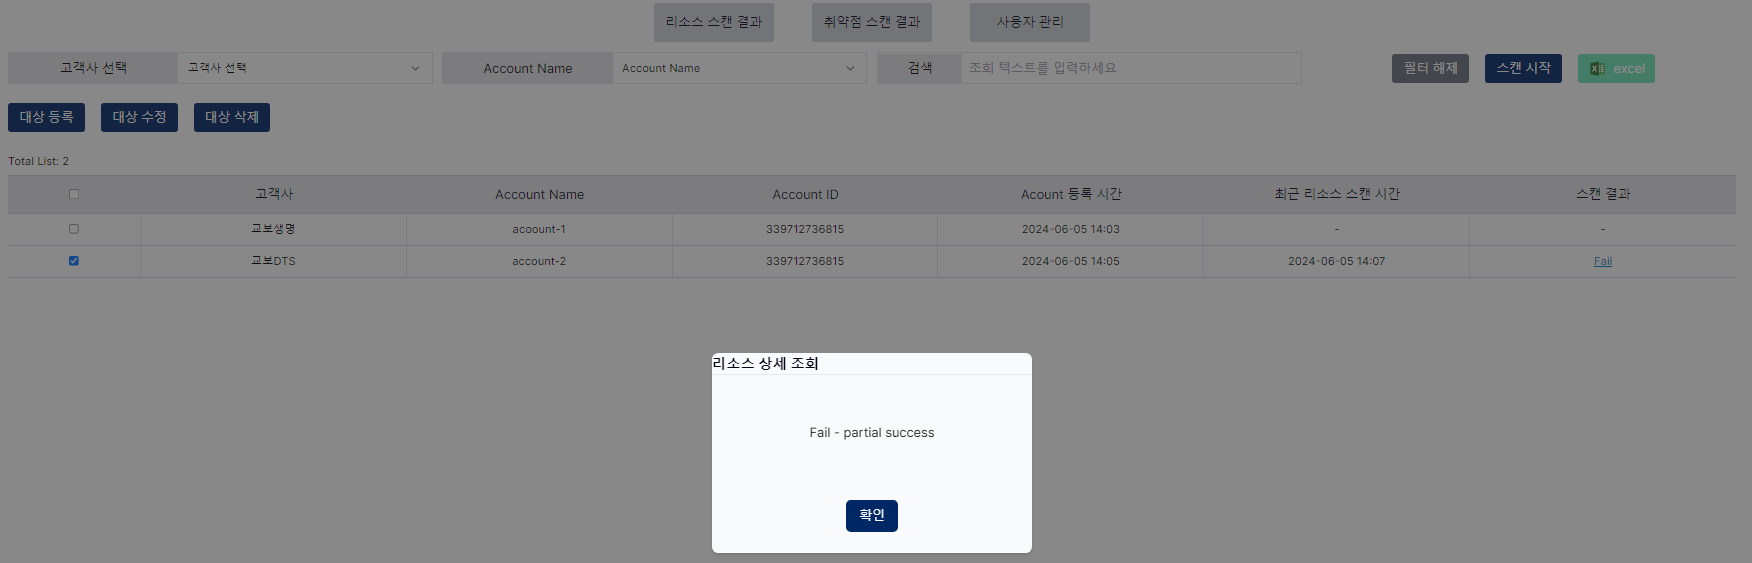 리소스 스캔 결과 취약점 스캔 결과 사용자 관리
고객사 선택 고객사 선택 Account Name Account Name 검색 조회 텍스트를 입력하세요 필터 해제 스캔 시작 excel
대상 등록 대상 수정 대상 삭제
Total List: 2
고객사 Account Name Account ID Acount 등록 시간 최근 리소스 스캔 시간 스캔 결과
교보생명 acoount-1 339712736815 2024-06-05 14:03 - -
교보DTS account-2 339712736815 2024-06-05 14:05 2024-06-05 14:07 Fail
리소스 상세 조회
Fail - partial success
확인